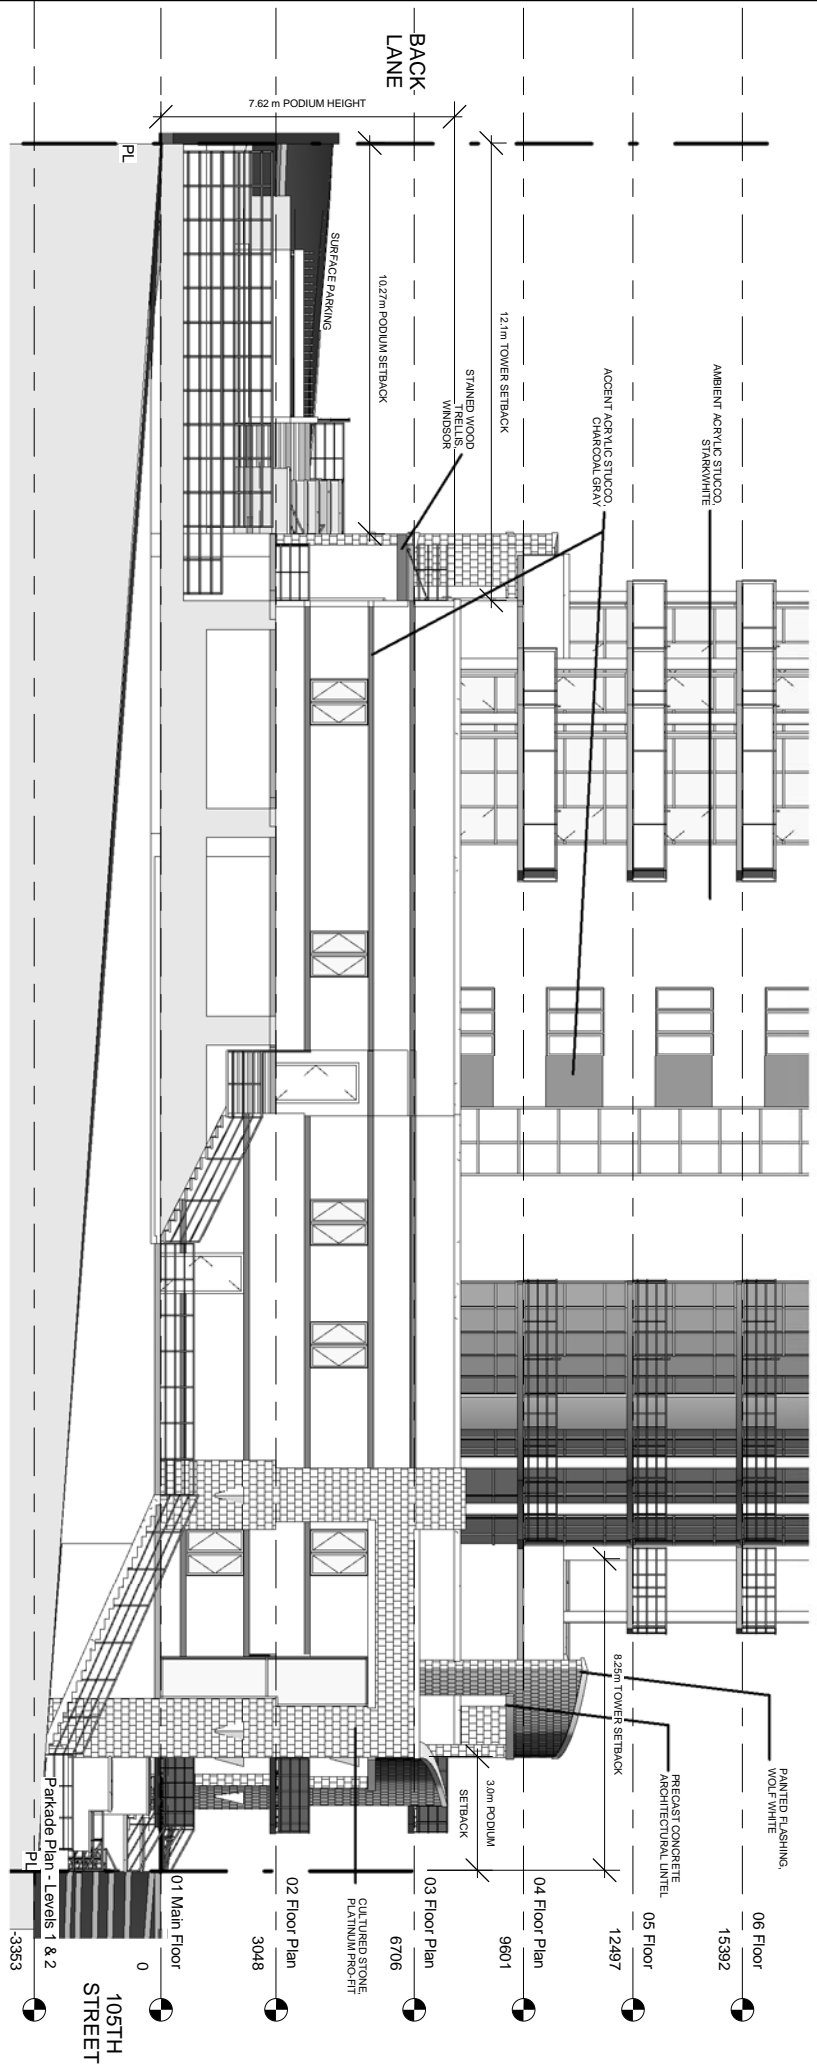 BACK
LANE
7.62 m PODIUM HEIGHT
PL
SURFACE PARKING
10.27m PODIUM SETBACK
12.1m TOWER SETBACK
STAINED WOOD
TRELLIS,
WINDSOR
ACCENT ACRYLIC STUCCO,
CHARCOAL GRAY
AMBIENT ACRYLIC STUCCO,
STARKWHITE
PAINTED FLASHING,
WOLF WHITE
PRECAST CONCRETE
ARCHITECTURAL LINTEL
8.25m TOWER SETBACK
3.0m PODIUM
SETBACK
CULTURED STONE,
PLATINUM PRO-FIT
06 Floor
15392
05 Floor
12497
04 Floor Plan
9601
03 Floor Plan
6706
02 Floor Plan
3048
01 Main Floor
0
Parkade Plan - Levels 1 & 2
-3353
PL
105TH
STREET